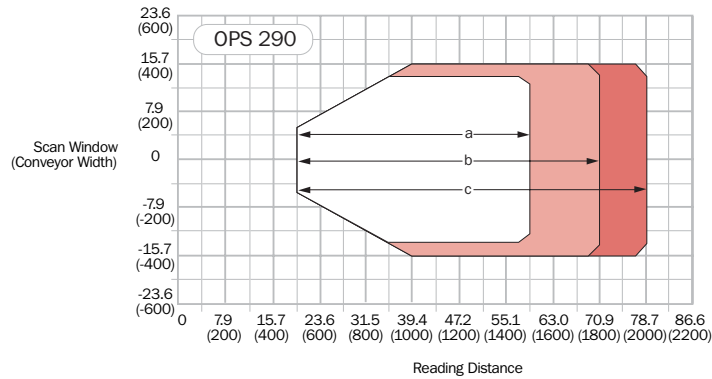 OPS 290
23.6
(600)
15.7
(400)
7.9
(200)
0
-7.9
(-200)
-15.7
(-400)
-23.6
(-600)
Scan Window
(Conveyor Width)
a
b
c
0 7.9 15.7 23.6 31.5 39.4 47.2 55.1 63.0 70.9 78.7 86.6
(200) (400) (600) (800) (1000) (1200) (1400) (1600) (1800) (2000) (2200)
Reading Distance